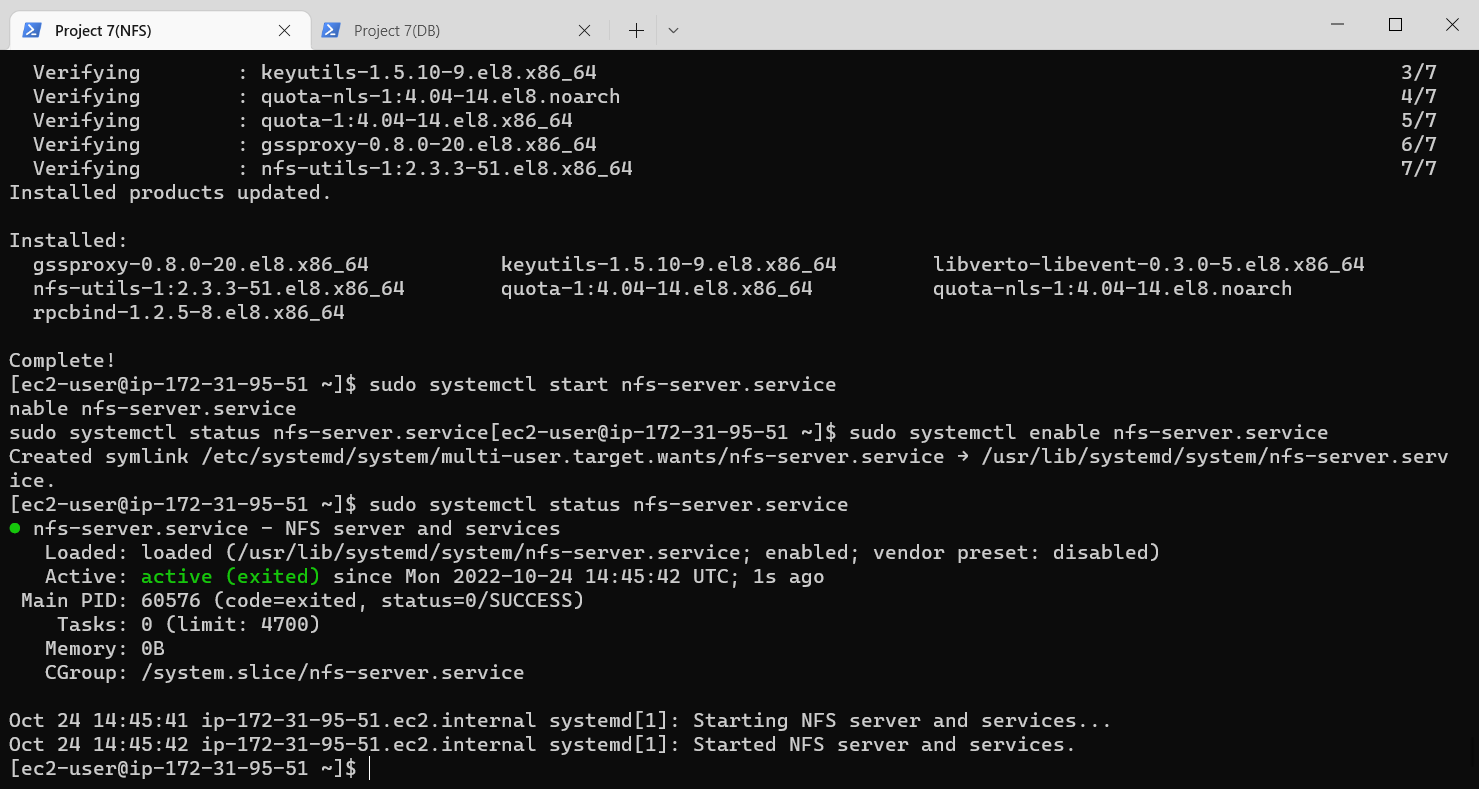 Project 7(NFS)
Project 7(DB)
Verifying : keyutils-1.5.10-9.el8.x86_64 3/7
Verifying : quota-nls-1:4.04-14.el8.noarch 4/7
Verifying : quota-1:4.04-14.el8.x86_64 5/7
Verifying : gssproxy-0.8.0-20.el8.x86_64 6/7
Verifying : nfs-utils-1:2.3.3-51.el8.x86_64 7/7
Installed products updated.
Installed:
gssproxy-0.8.0-20.el8.x86_64 keyutils-1.5.10-9.el8.x86_64 libverto-libevent-0.3.0-5.el8.x86_64
nfs-utils-1:2.3.3-51.el8.x86_64 quota-1:4.04-14.el8.x86_64 quota-nls-1:4.04-14.el8.noarch
rpcbind-1.2.5-8.el8.x86_64
Complete!
[ec2-user@ip-172-31-95-51 ~]$ sudo systemctl start nfs-server.service
nable nfs-server.service
sudo systemctl status nfs-server.service[ec2-user@ip-172-31-95-51 ~]$ sudo systemctl enable nfs-server.service
Created symlink /etc/systemd/system/multi-user.target.wants/nfs-server.service → /usr/lib/systemd/system/nfs-server.serv
ice.
[ec2-user@ip-172-31-95-51 ~]$ sudo systemctl status nfs-server.service
● nfs-server.service - NFS server and services
Loaded: loaded (/usr/lib/systemd/system/nfs-server.service; enabled; vendor preset: disabled)
Active: active (exited) since Mon 2022-10-24 14:45:42 UTC; 1s ago
Main PID: 60576 (code=exited, status=0/SUCCESS)
Tasks: 0 (limit: 4700)
Memory: 0B
CGroup: /system.slice/nfs-server.service
Oct 24 14:45:41 ip-172-31-95-51.ec2.internal systemd[1]: Starting NFS server and services...
Oct 24 14:45:42 ip-172-31-95-51.ec2.internal systemd[1]: Started NFS server and services.
[ec2-user@ip-172-31-95-51 ~]$